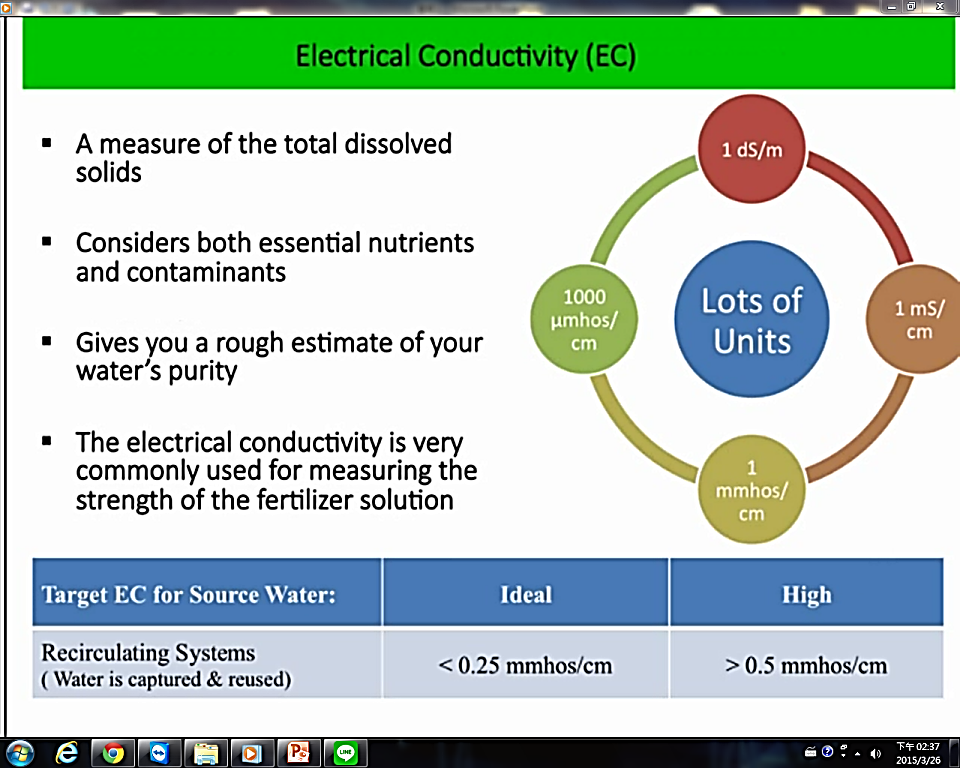 Electrical Conductivity (EC)
▪ A measure of the total dissolved
solids
▪ Considers both essential nutrients
and contaminants
▪ Gives you a rough estimate of your
water's purity
▪ The electrical conductivity is very
commonly used for measuring the
strength of the fertilizer solution
1 dS/m
1 mS/
cm
1
mmhos/
cm
1000
µmhos/
cm
Lots of
Units
Target EC for Source Water: Ideal High
Recirculating Systems
( Water is captured & reused) < 0.25 mmhos/cm > 0.5 mmhos/cm
LINE
下午 02:37
2015/3/26